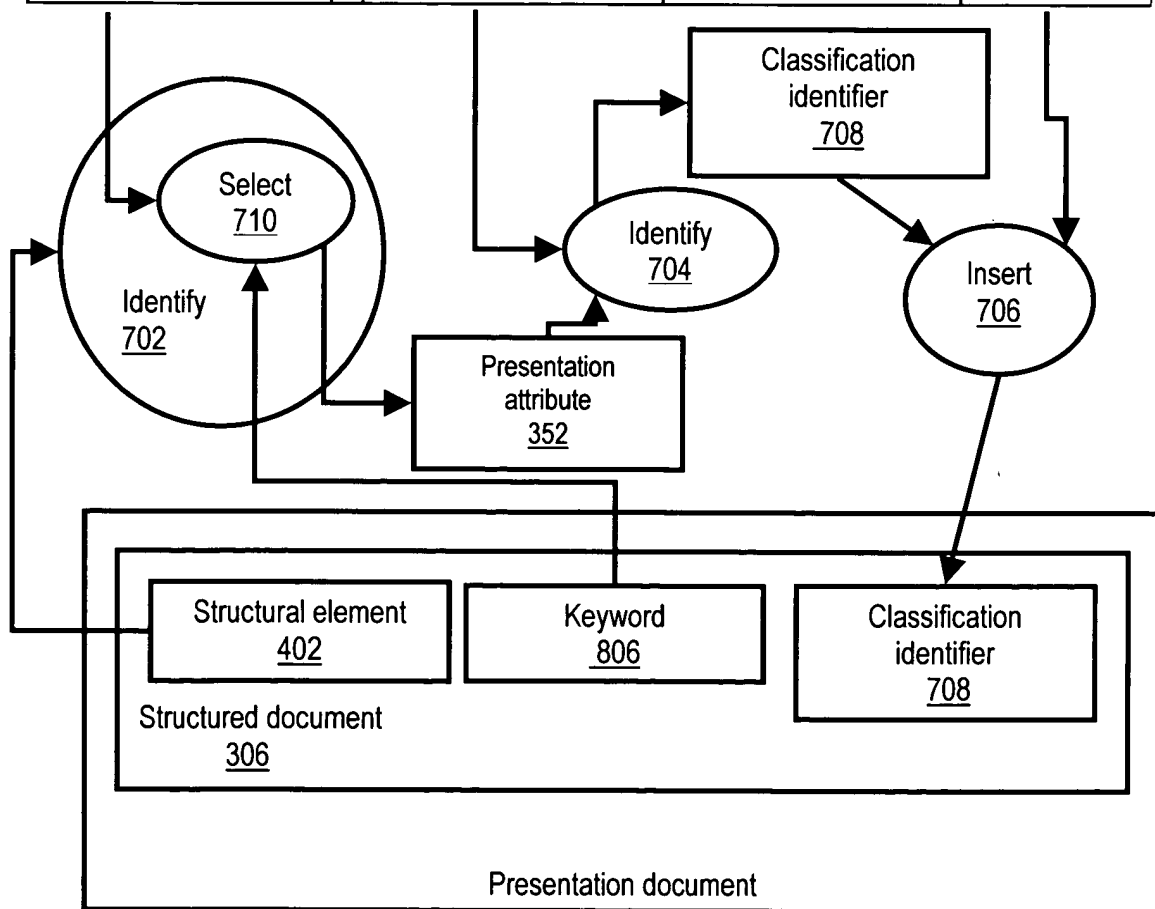 Classification
identifier
708
Select
710
Identify
704
Insert
706
Identify
702
Presentation
attribute
352
Structural element
402
Keyword
806
Classification
identifier
708
Structured document
306
Presentation document